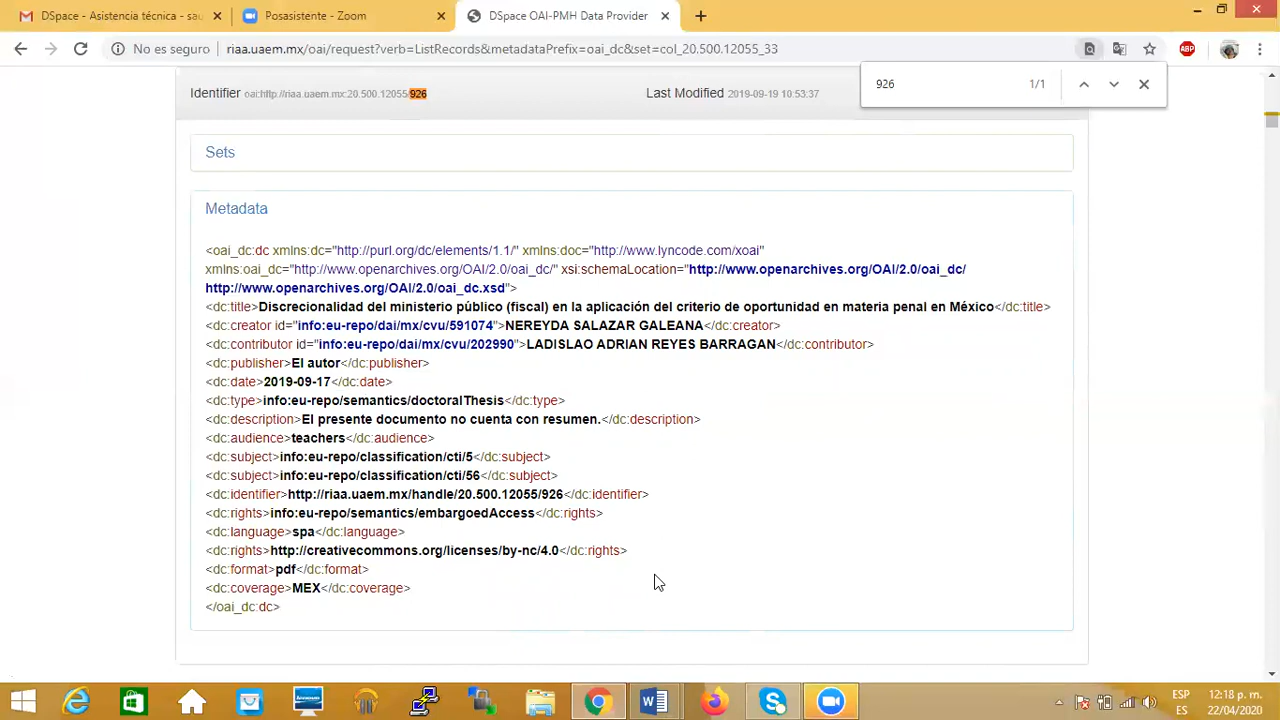 DSpace - Asistencia técnica - sau
Posasistente - Zoom
DSpace OAI-PMH Data Provider
No es seguro
riaa.uaem.mx/oai/request?verb=ListRecords&metadataPrefix=oai_dc&set=col_20.500.12055_33
ABP
926
1/1
Identifier oai:http://riaa.uaem.mx:20.500.12055/926
Last Modified 2019-09-19 10:53:37
Sets
Metadata
<oai_dc:dc xmlns:dc="http://purl.org/dc/elements/1.1/" xmlns:doc="http://www.lyncode.com/xoai"
xmlns:oai_dc="http://www.openarchives.org/OAI/2.0/oai_dc/" xsi:schemaLocation="http://www.openarchives.org/OAI/2.0/oai_dc/
http://www.openarchives.org/OAI/2.0/oai_dc.xsd">
<dc:title>Discrecionalidad del ministerio público (fiscal) en la aplicación del criterio de oportunidad en materia penal en México</dc:title>
<dc:creator id="info:eu-repo/dai/mx/cvu/591074">NEREYDA SALAZAR GALEANA</dc:creator>
<dc:contributor id="info:eu-repo/dai/mx/cvu/202990">LADISLAO ADRIAN REYES BARRAGAN</dc:contributor>
<dc:publisher>El autor</dc:publisher>
<dc:date>2019-09-17</dc:date>
<dc:type>info:eu-repo/semantics/doctoralThesis</dc:type>
<dc:description>El presente documento no cuenta con resumen.</dc:description>
<dc:audience>teachers</dc:audience>
<dc:subject>info:eu-repo/classification/cti/5</dc:subject>
<dc:subject>info:eu-repo/classification/cti/56</dc:subject>
<dc:identifier>http://riaa.uaem.mx/handle/20.500.12055/926</dc:identifier>
<dc:rights>info:eu-repo/semantics/embargoedAccess</dc:rights>
<dc:language>spa</dc:language>
<dc:rights>http://creativecommons.org/licenses/by-nc/4.0</dc:rights>
<dc:format>pdf</dc:format>
<dc:coverage>MEX</dc:coverage>
</oai_dc:dc>
ESP
ES
12:18 p. m.
22/04/2020